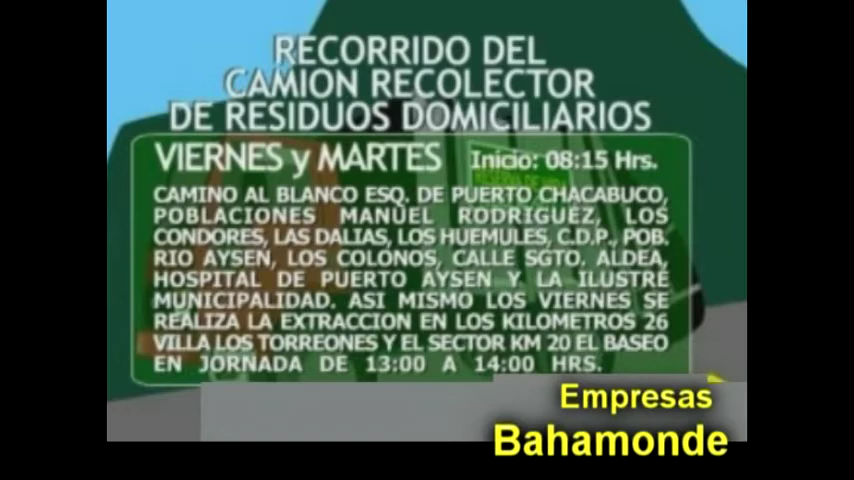 RECORRIDO DEL
CAMION RECOLECTOR
DE RESIDUOS DOMICILIARIOS
VIERNES y MARTES Inicio: 08:15 Hrs.
CAMINO AL BLANCO ESQ. DE PUERTO CHACABUCO,
POBLACIONES MANUEL RODRIGUEZ, LOS
CONDORES, LAS DALIAS, LOS HUEMULES, C.D.P., POB.
RIO AYSEN, LOS COLONOS, CALLE SGTO. ALDEA,
HOSPITAL DE PUERTO AYSEN Y LA ILUSTRE
MUNICIPALIDAD. ASI MISMO LOS VIERNES SE
REALIZA LA EXTRACCION EN LOS KILOMETROS 26
VILLA LOS TORREONES Y EL SECTOR KM 20 EL BASEO
EN JORNADA DE 13:00 A 14:00 HRS.
Empresas
Bahamonde